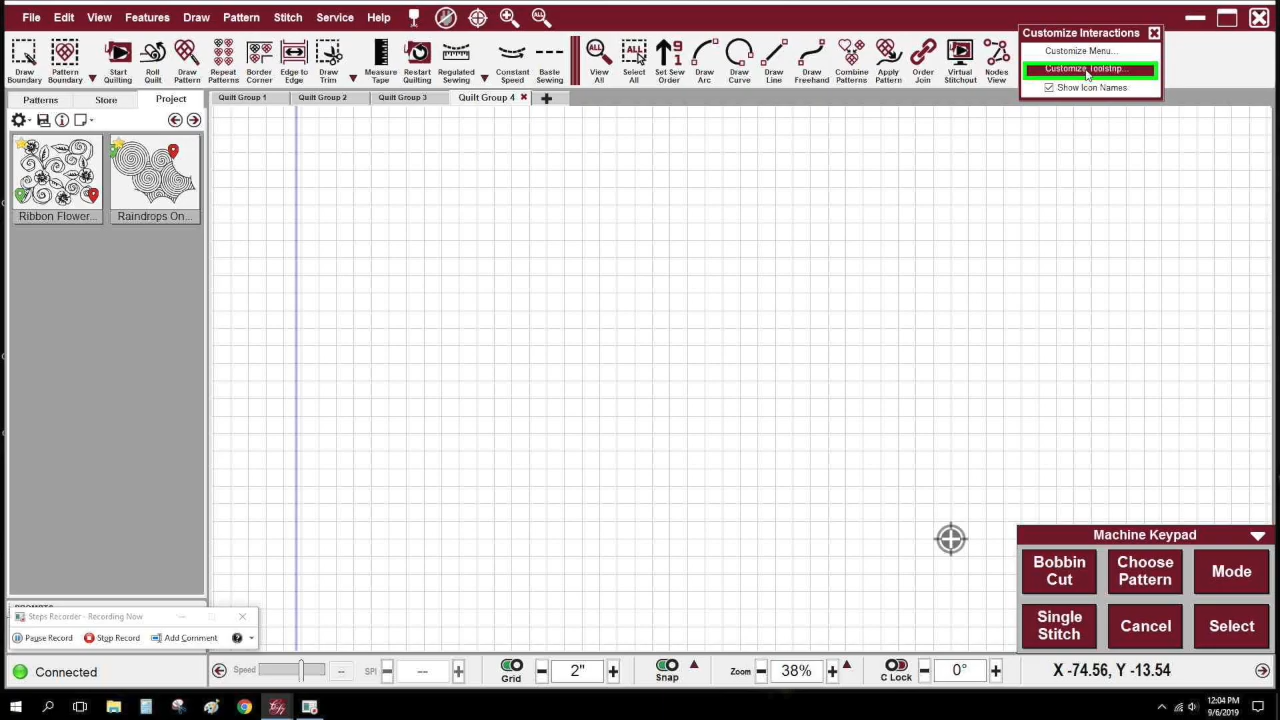 File Edit View Features Draw Pattern Stitch Service Help ALL
Customize Interactions
Customize Menu...
Customize Toolstrip...
Show Icon Names
Draw Boundary
Pattern Boundary
Start Quilting
Roll Quilt
Draw Pattern
Repeat Patterns
Border Corner
Edge to Edge
Draw Trim
Measure Tape
Restart Quilting
Regulated Sewing
Constant Speed
Baste Sewing
ALL
View All
ALL
Select All
9
1
Set Sew Order
Draw Arc
Draw Curve
Draw Line
Draw Freehand
Combine Patterns
Apply Pattern
Order Join
Virtual Stitchout
Nodes View
Patterns Store Project
Quilt Group 1 Quilt Group 2 Quilt Group 3 Quilt Group 4
Ribbon Flower... Raindrops On...
Steps Recorder - Recording Now
Pause Record Stop Record Add Comment
Machine Keypad
Bobbin Cut
Choose Pattern
Mode
Single Stitch
Cancel
Select
Connected
Speed -- SPI -- Grid 2" Snap Zoom 38% C Lock 0° X -74.56, Y -13.54
12:04 PM
9/6/2019